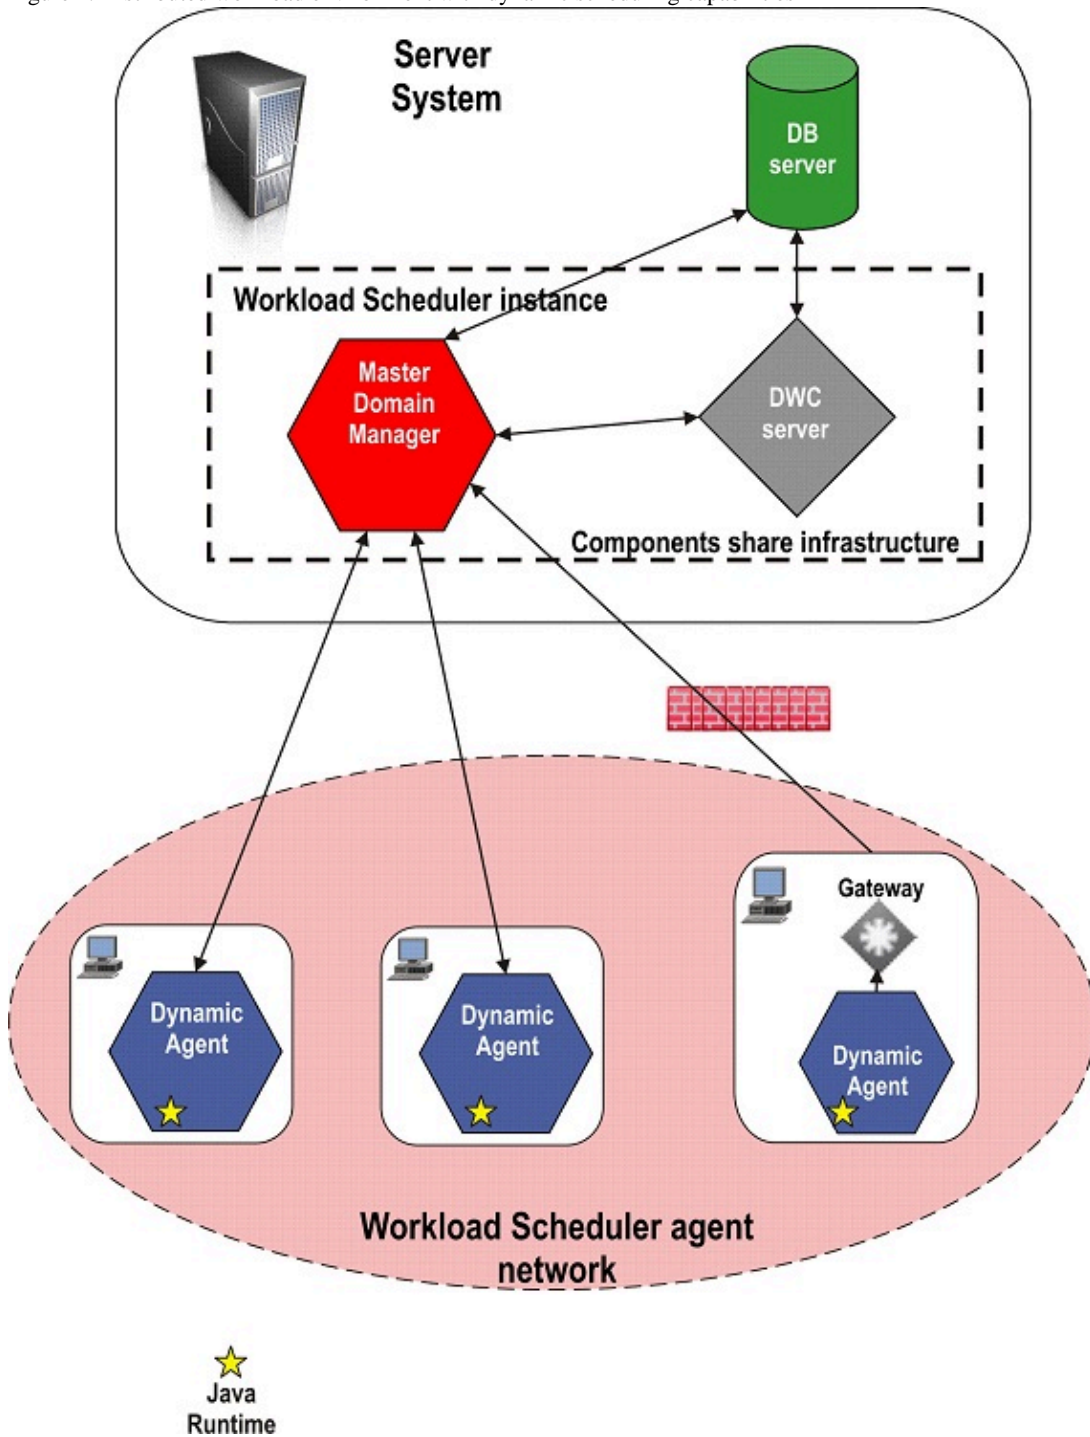 Server
System
DB
server
Workload Scheduler instance
Master
Domain
Manager
DWC
server
Components share infrastructure
Gateway
Dynamic
Agent
Dynamic
Agent
Dynamic
Agent
Workload Scheduler agent
network
Java
Runtime